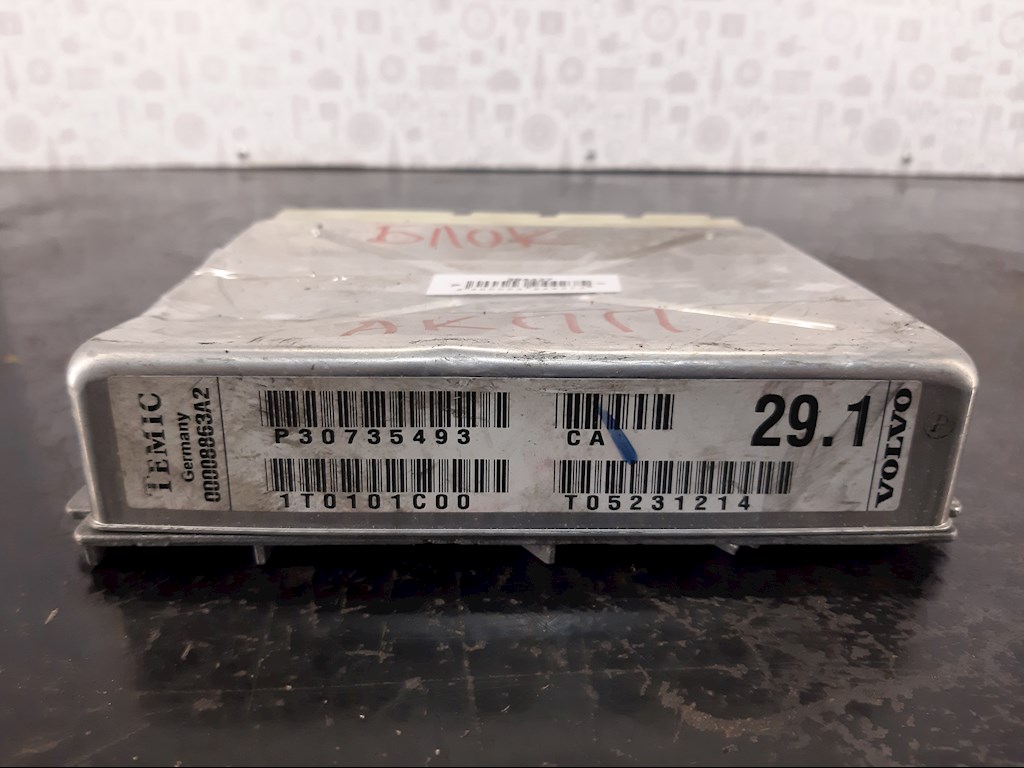 Блок
АКПП
TEMIC
Germany
00008863A2
P30735493
CA
29.1
1T0101C00
T05231214
VOLVO